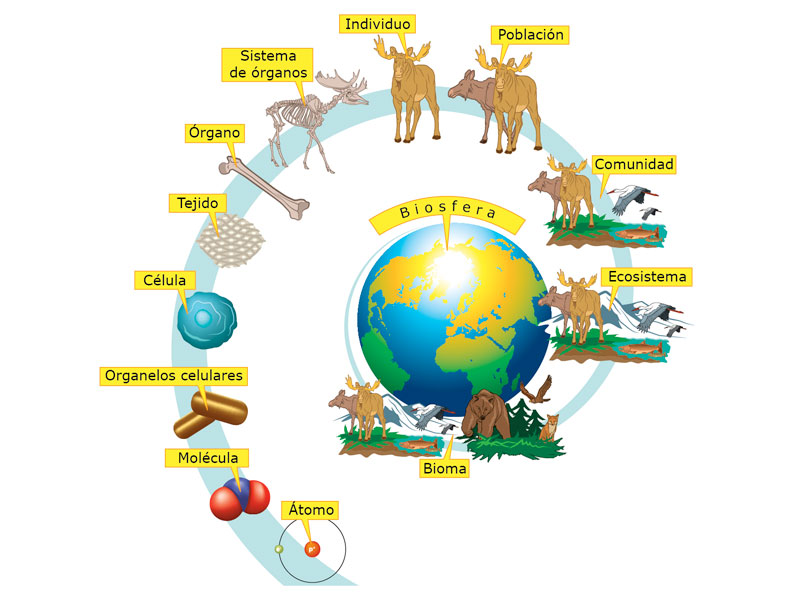 Individuo
Población
Sistema
de órganos
Órgano
Comunidad
Tejido
Biosfera
Célula
Ecosistema
Organelos celulares
Molécula
Bioma
Átomo
P+